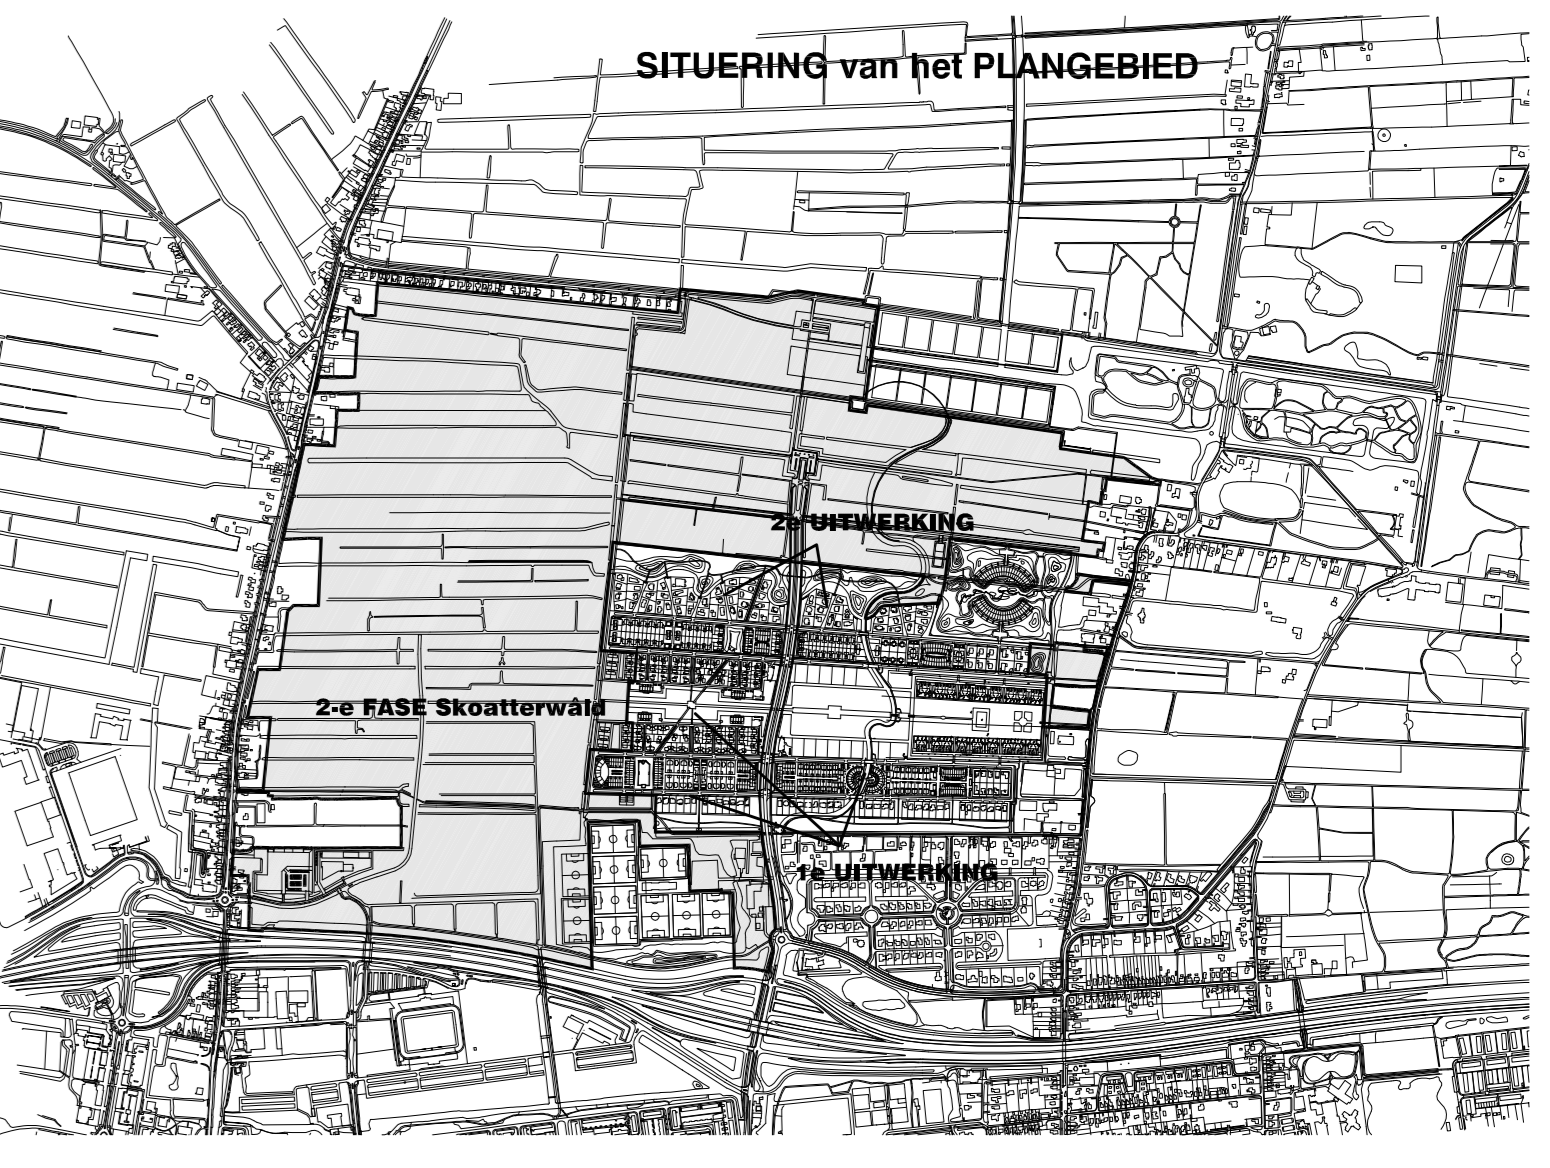 SITUERING van het PLANGEBIED
2e UITWERKING
2-e FASE Skoatterwâld
1e UITWERKING